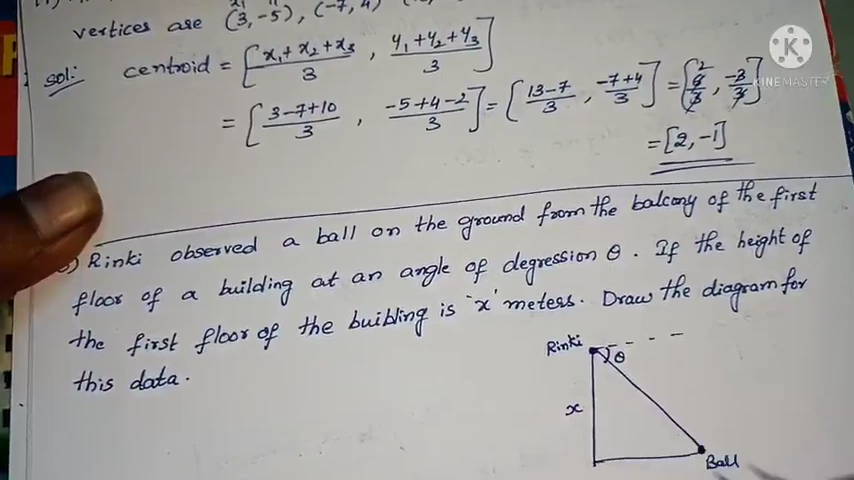 vertices are (3, -5), (-7, 4)
sol: centroid = [x₁ + x₂ + x₃ / 3 , y₁ + y₂ + y₃ / 3]
= [3-7+10 / 3 , -5+4-2 / 3] = [13-7 / 3 , -7+4 / 3] = [6 / 3 2 , -3 / 3]
= [2, -1]
) Rinki observed a ball on the ground from the balcony of the first
floor of a building at an angle of degression θ. If the height of
the first floor of the buibling is 'x' meters. Draw the diagram for
this data.
Rinki
θ
x
Ball
K
KINEMASTER